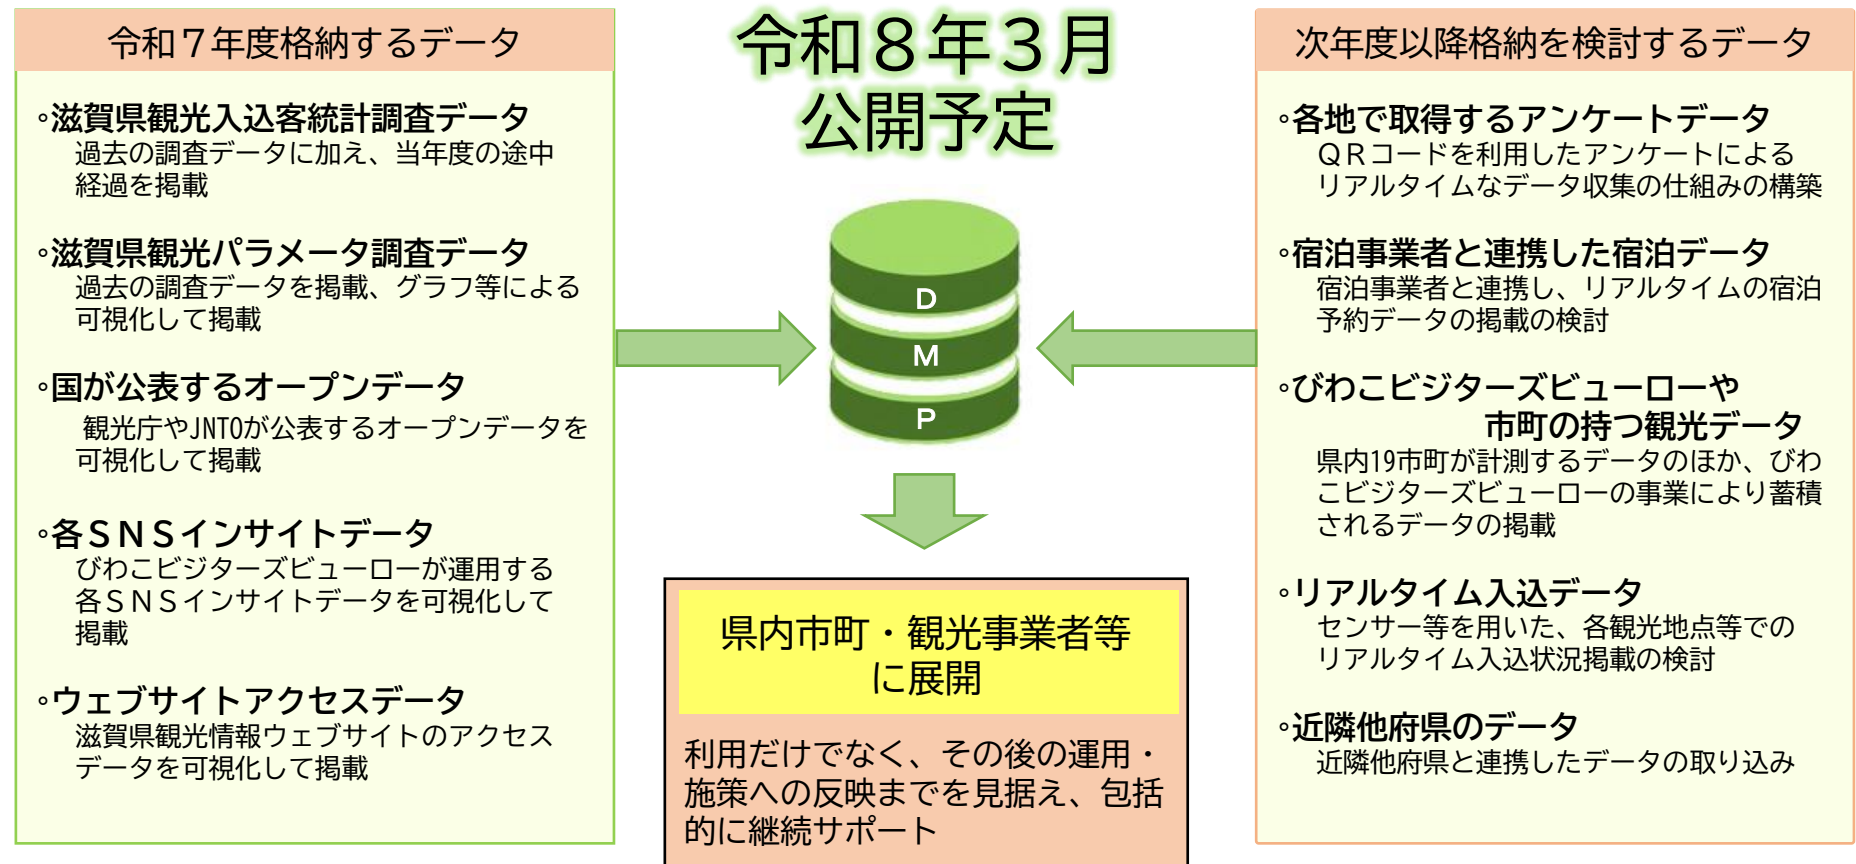 令和７年度格納するデータ
◦滋賀県観光入込客統計調査データ
過去の調査データに加え、当年度の途中
経過を掲載
◦滋賀県観光パラメータ調査データ
過去の調査データを掲載、グラフ等による
可視化して掲載
◦国が公表するオープンデータ
観光庁やJNTOが公表するオープンデータを
可視化して掲載
◦各ＳＮＳインサイトデータ
びわこビジターズビューローが運用する
各ＳＮＳインサイトデータを可視化して
掲載
◦ウェブサイトアクセスデータ
滋賀県観光情報ウェブサイトのアクセス
データを可視化して掲載
令和８年３月
公開予定
D
M
P
県内市町・観光事業者等
に展開
利用だけでなく、その後の運用・
施策への反映までを見据え、包括
的に継続サポート
次年度以降格納を検討するデータ
◦各地で取得するアンケートデータ
ＱＲコードを利用したアンケートによる
リアルタイムなデータ収集の仕組みの構築
◦宿泊事業者と連携した宿泊データ
宿泊事業者と連携し、リアルタイムの宿泊
予約データの掲載の検討
◦びわこビジターズビューローや
市町の持つ観光データ
県内19市町が計測するデータのほか、びわ
こビジターズビューローの事業により蓄積
されるデータの掲載
◦リアルタイム入込データ
センサー等を用いた、各観光地点等での
リアルタイム入込状況掲載の検討
◦近隣他府県のデータ
近隣他府県と連携したデータの取り込み